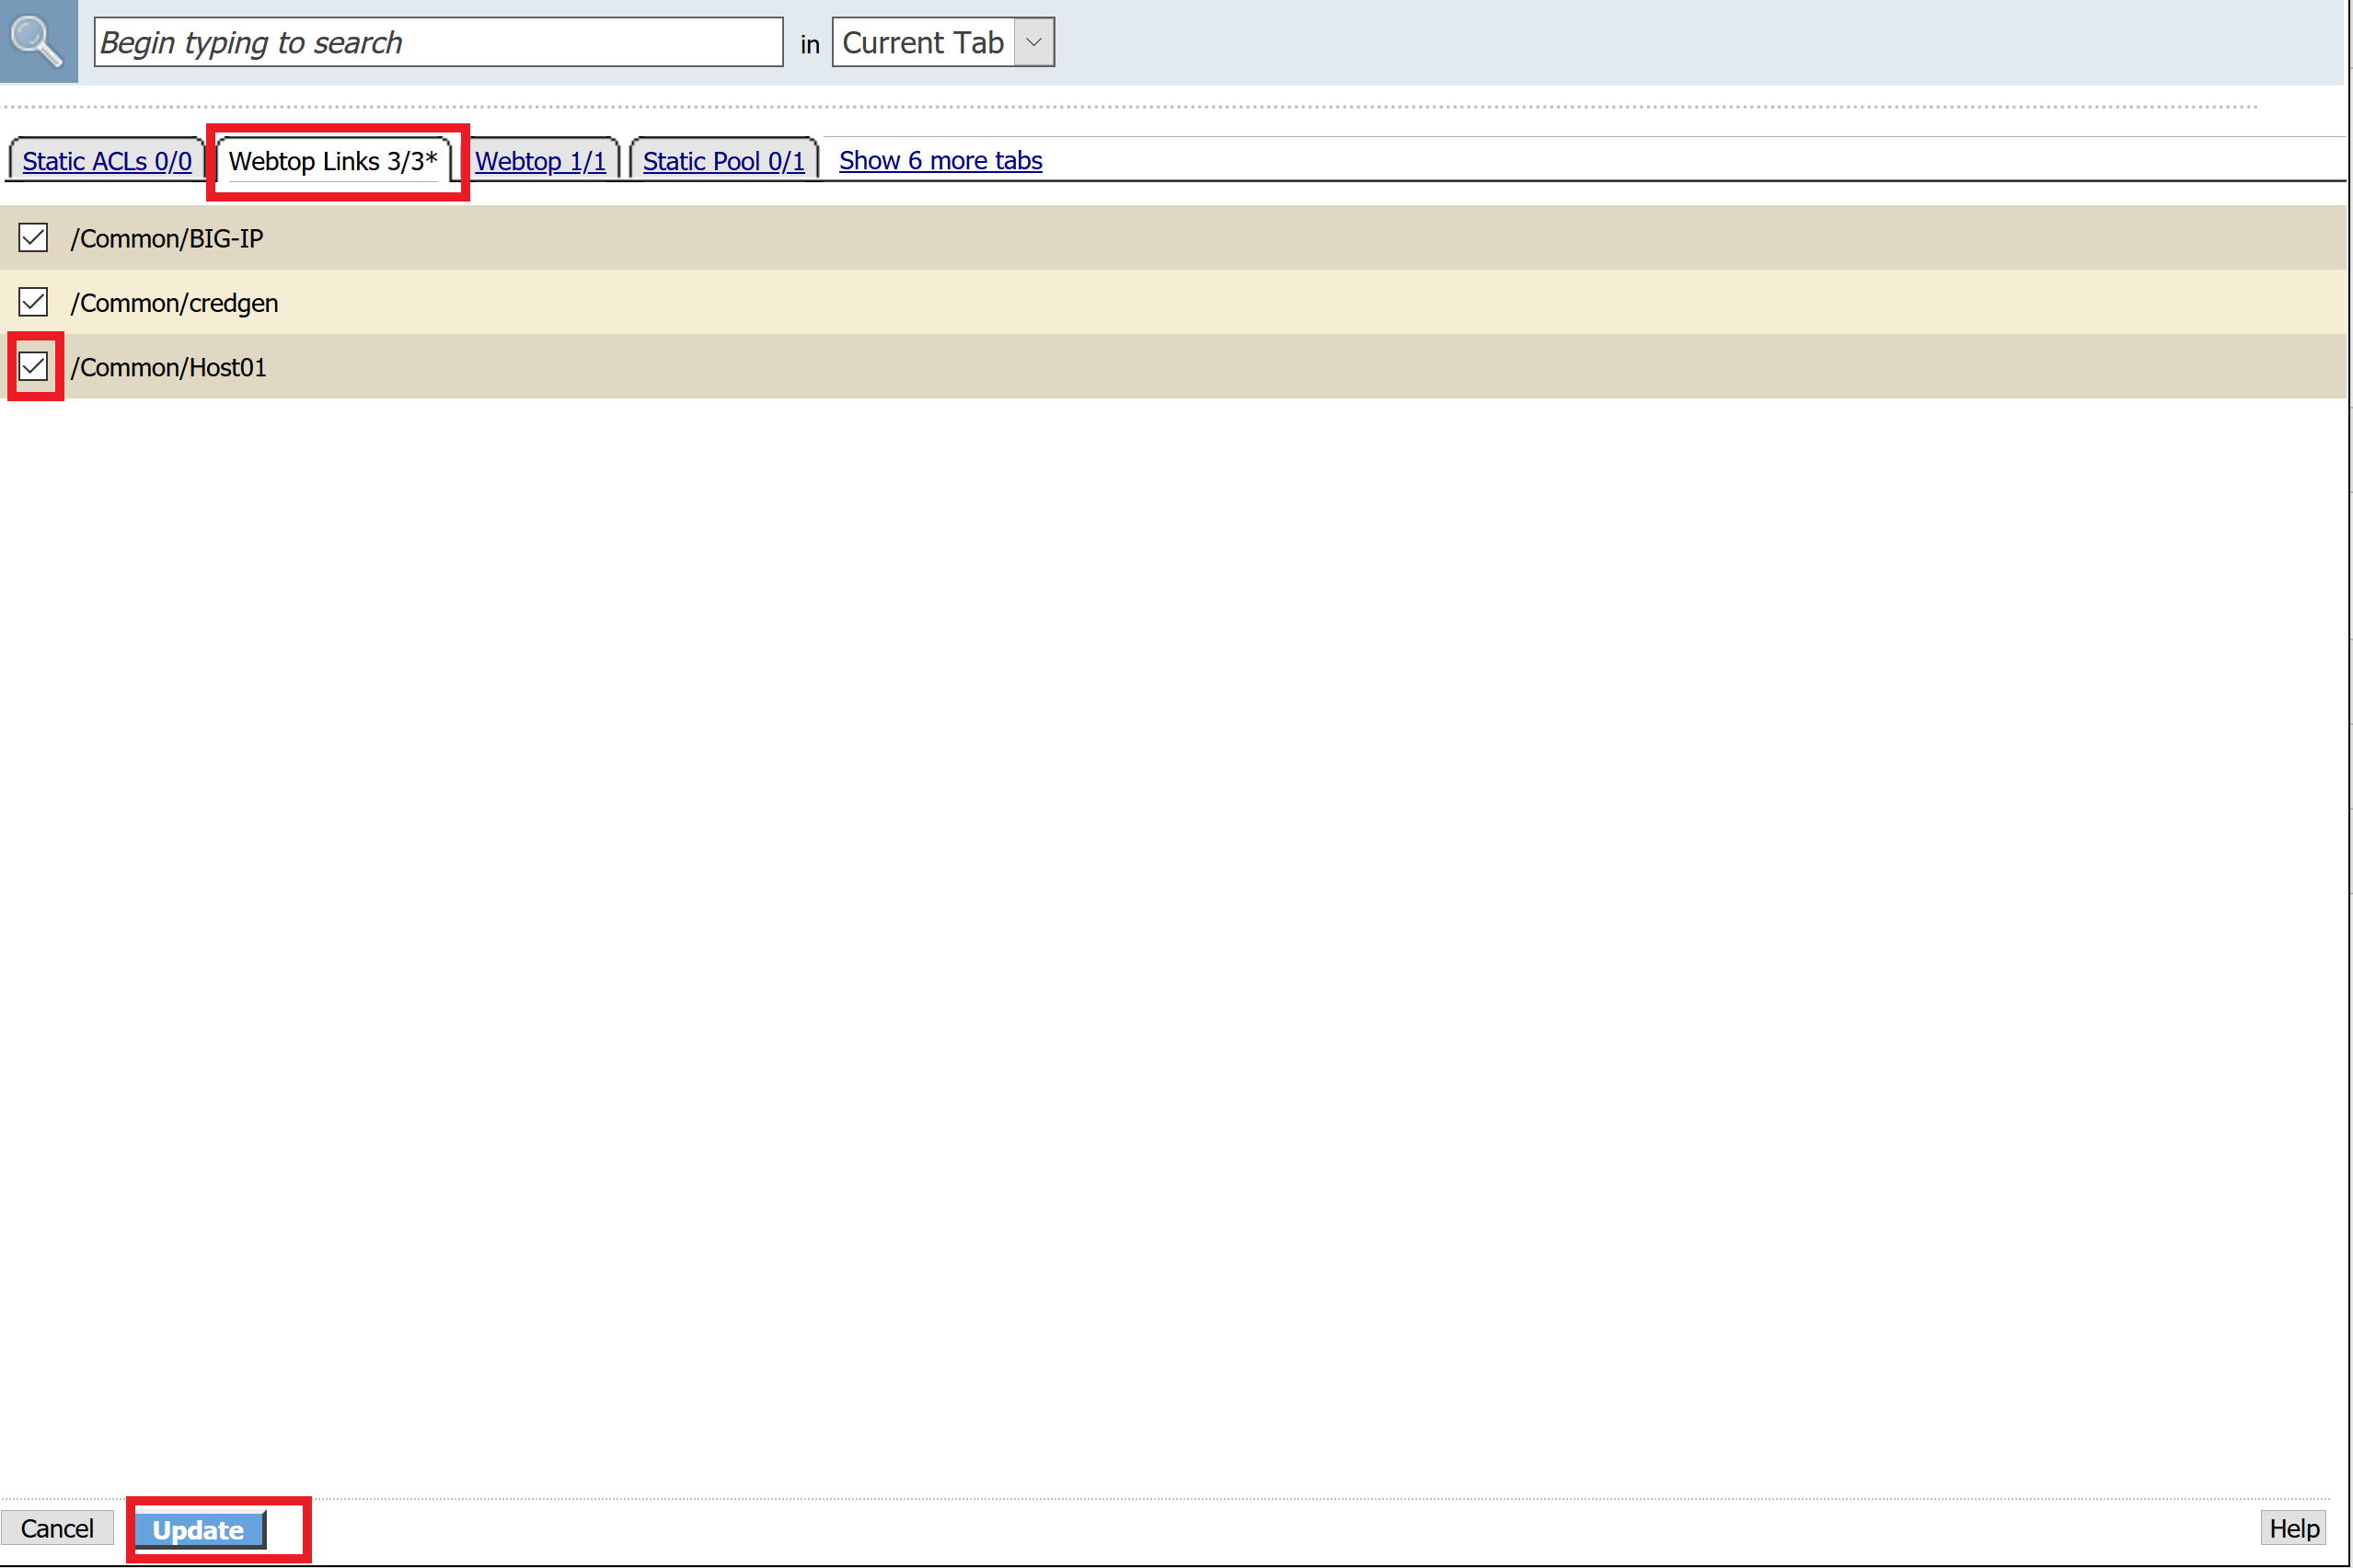 Begin typing to search in Current Tab
Static ACLs 0/0 Webtop Links 3/3* Webtop 1/1 Static Pool 0/1 Show 6 more tabs
/Common/BIG-IP
/Common/credgen
/Common/Host01
Cancel Update Help